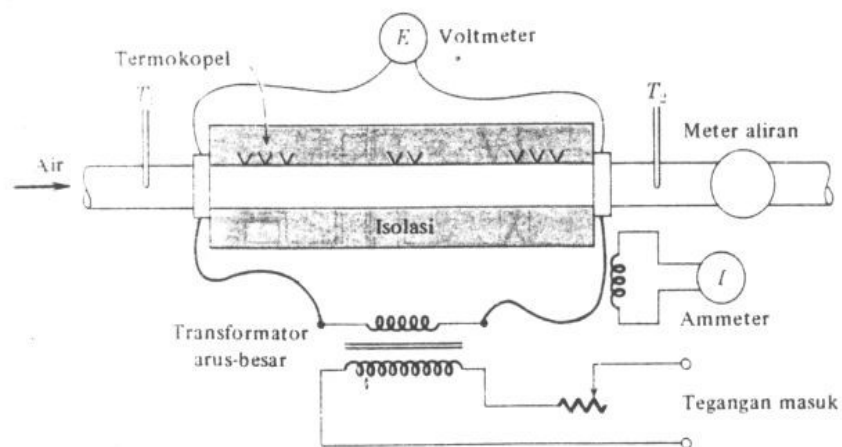 E Voltmeter
Termokopel
T
T₂
Meter aliran
Air
Isolasi
I
Ammeter
Transformator
arus-besar
Tegangan masuk